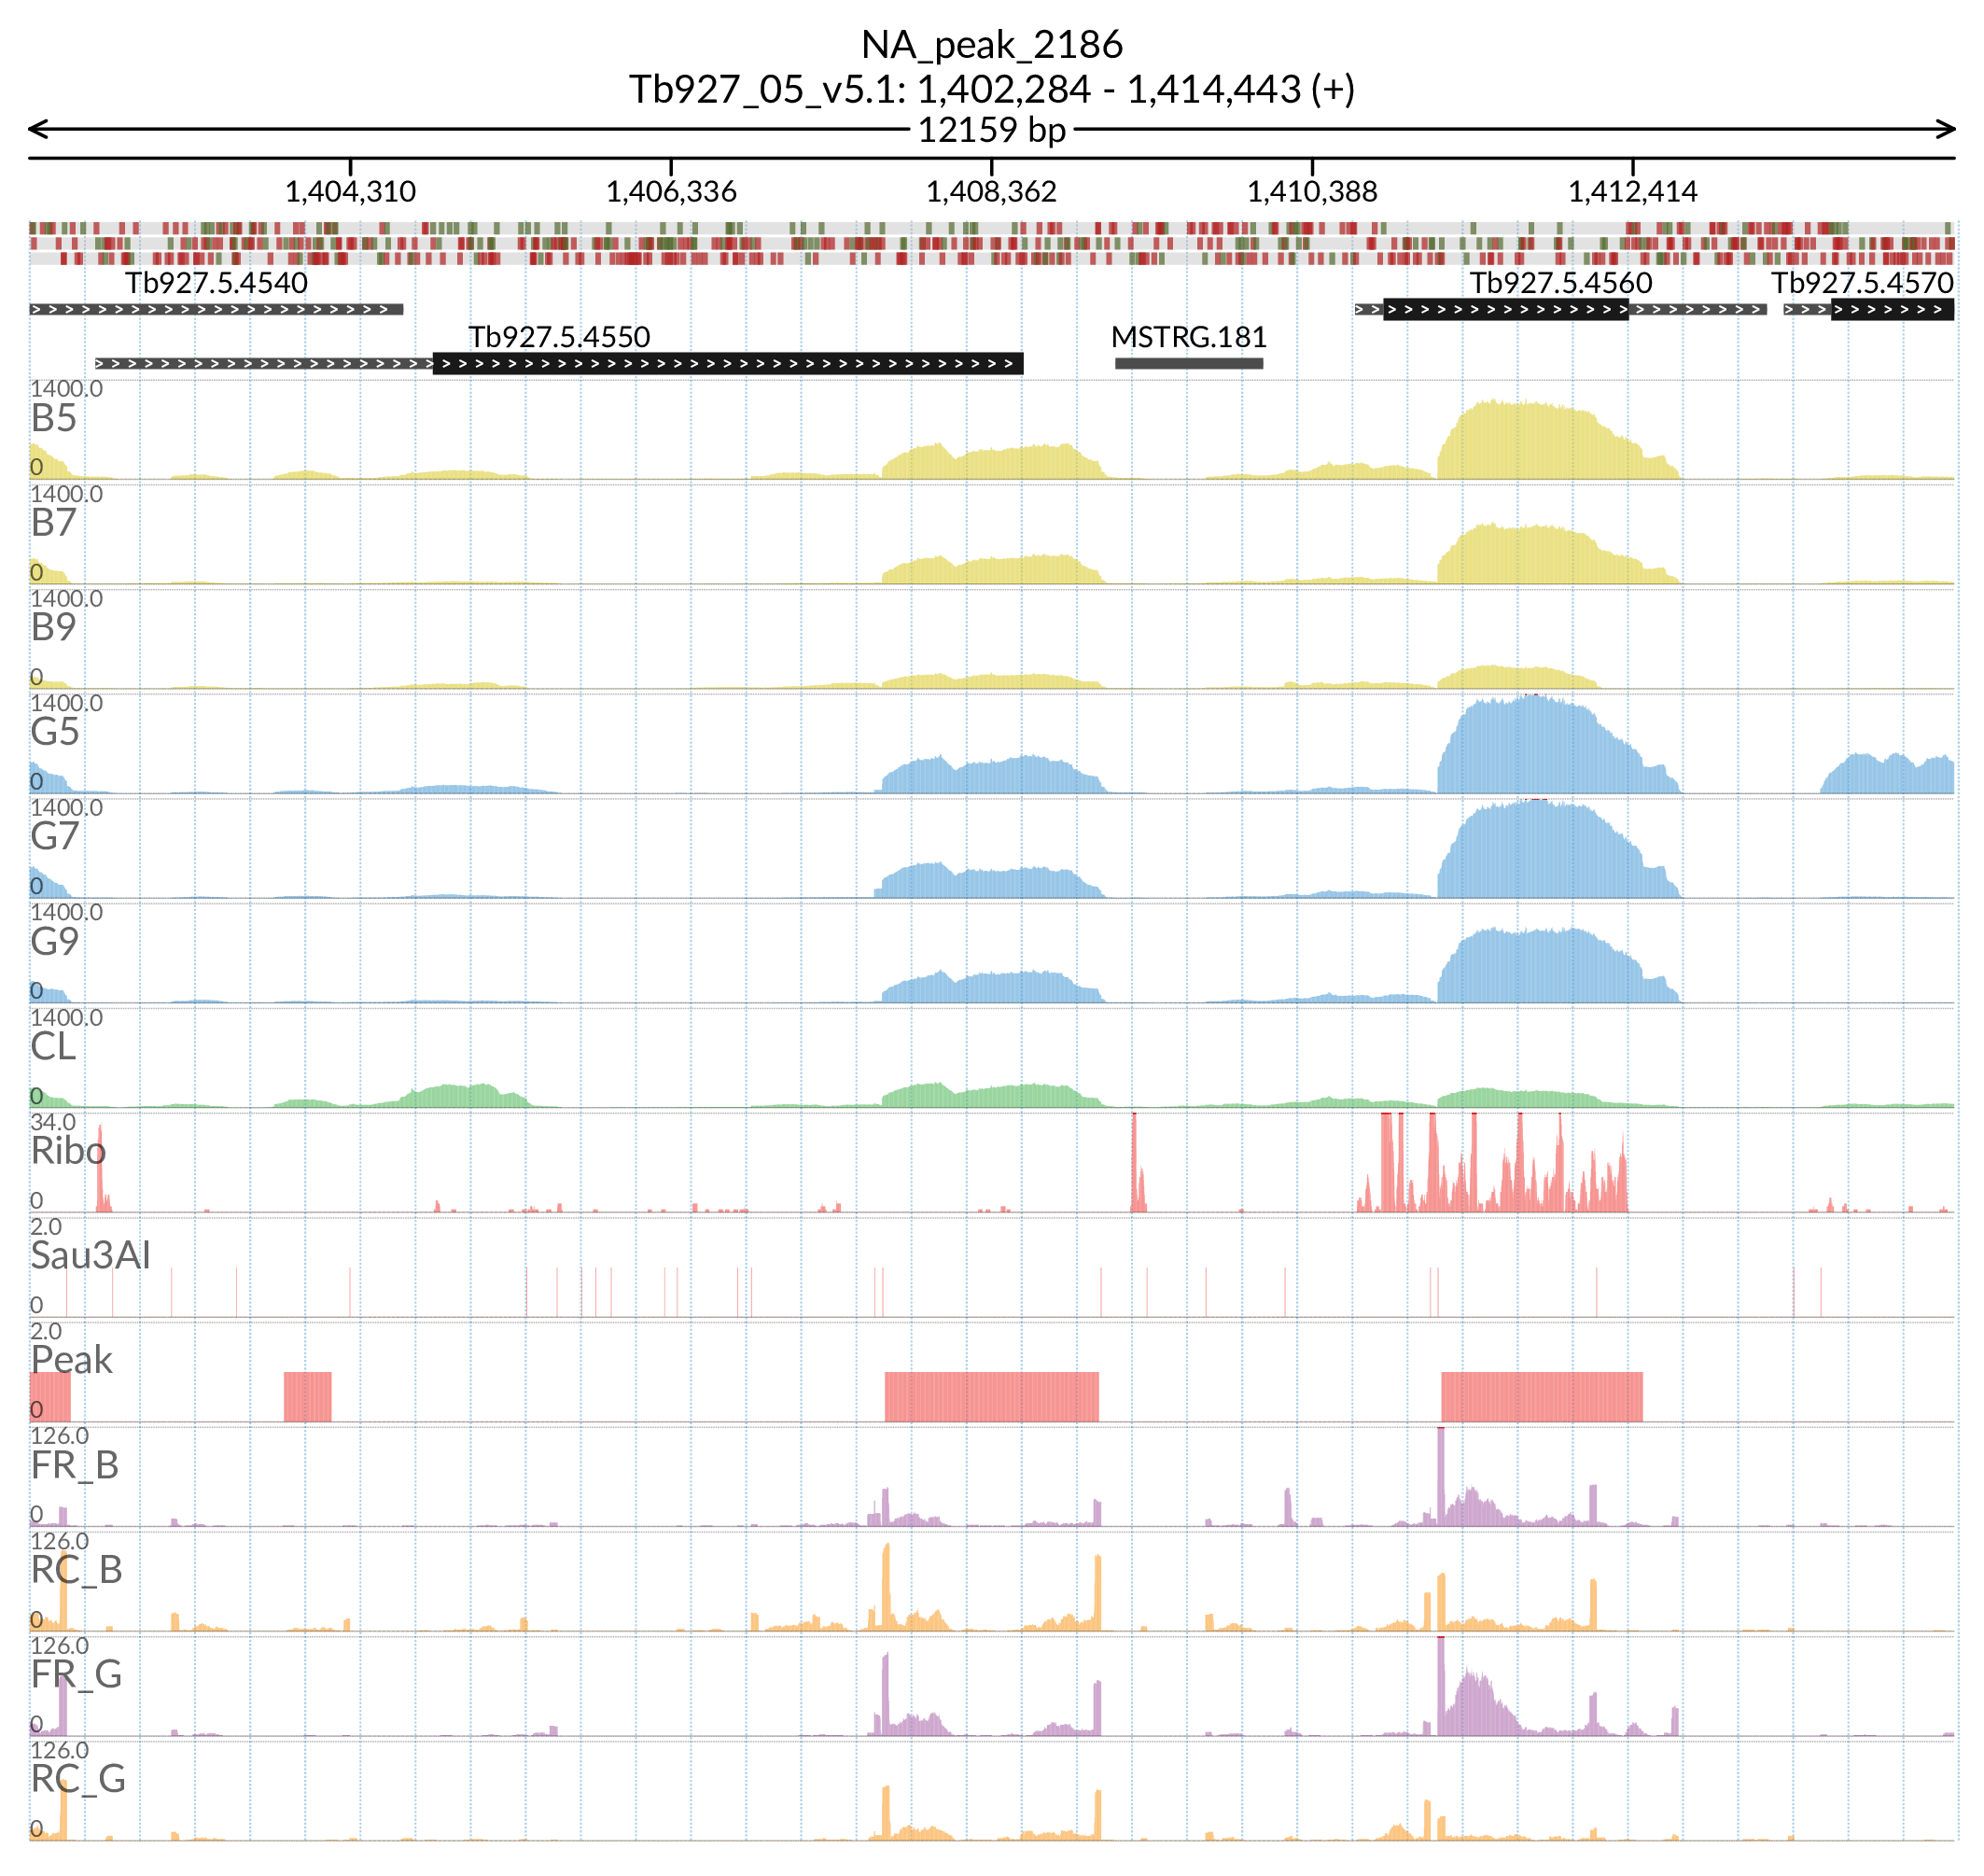 NA_peak_2186
Tb927_05_v5.1: 1,402,284 - 1,414,443 (+)
12159 bp
1,404,310 1,406,336 1,408,362 1,410,388 1,412,414
Tb927.5.4540 Tb927.5.4560 Tb927.5.4570
Tb927.5.4550 MSTRG.181
1400.0
B5
0
1400.0
B7
0
1400.0
B9
0
1400.0
G5
0
1400.0
G7
0
1400.0
G9
0
1400.0
CL
0
34.0
Ribo
0
2.0
Sau3AI
0
2.0
Peak
0
126.0
FR_B
0
126.0
RC_B
0
126.0
FR_G
0
126.0
RC_G
0